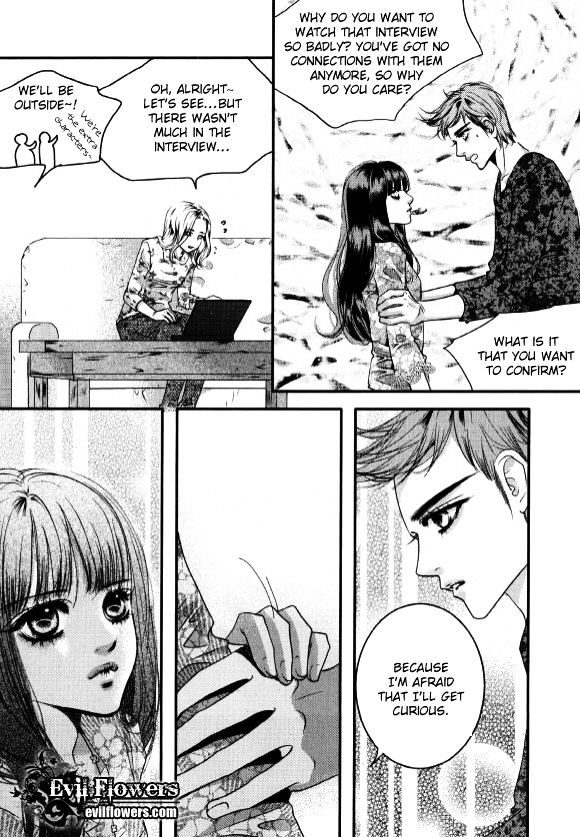 WHY DO YOU WANT TO
WATCH THAT INTERVIEW
SO BADLY? YOU'VE GOT NO
CONNECTIONS WITH THEM
ANYMORE, SO WHY
DO YOU CARE?
OH, ALRIGHT~
LET'S SEE...BUT
THERE WASN'T
MUCH IN THE
INTERVIEW...
WE'LL BE
OUTSIDE~!
We're
the extra
characters~
WHAT IS IT
THAT YOU WANT
TO CONFIRM?
BECAUSE
I'M AFRAID
THAT I'LL GET
CURIOUS.
Evil Flowers
evilflowers.com